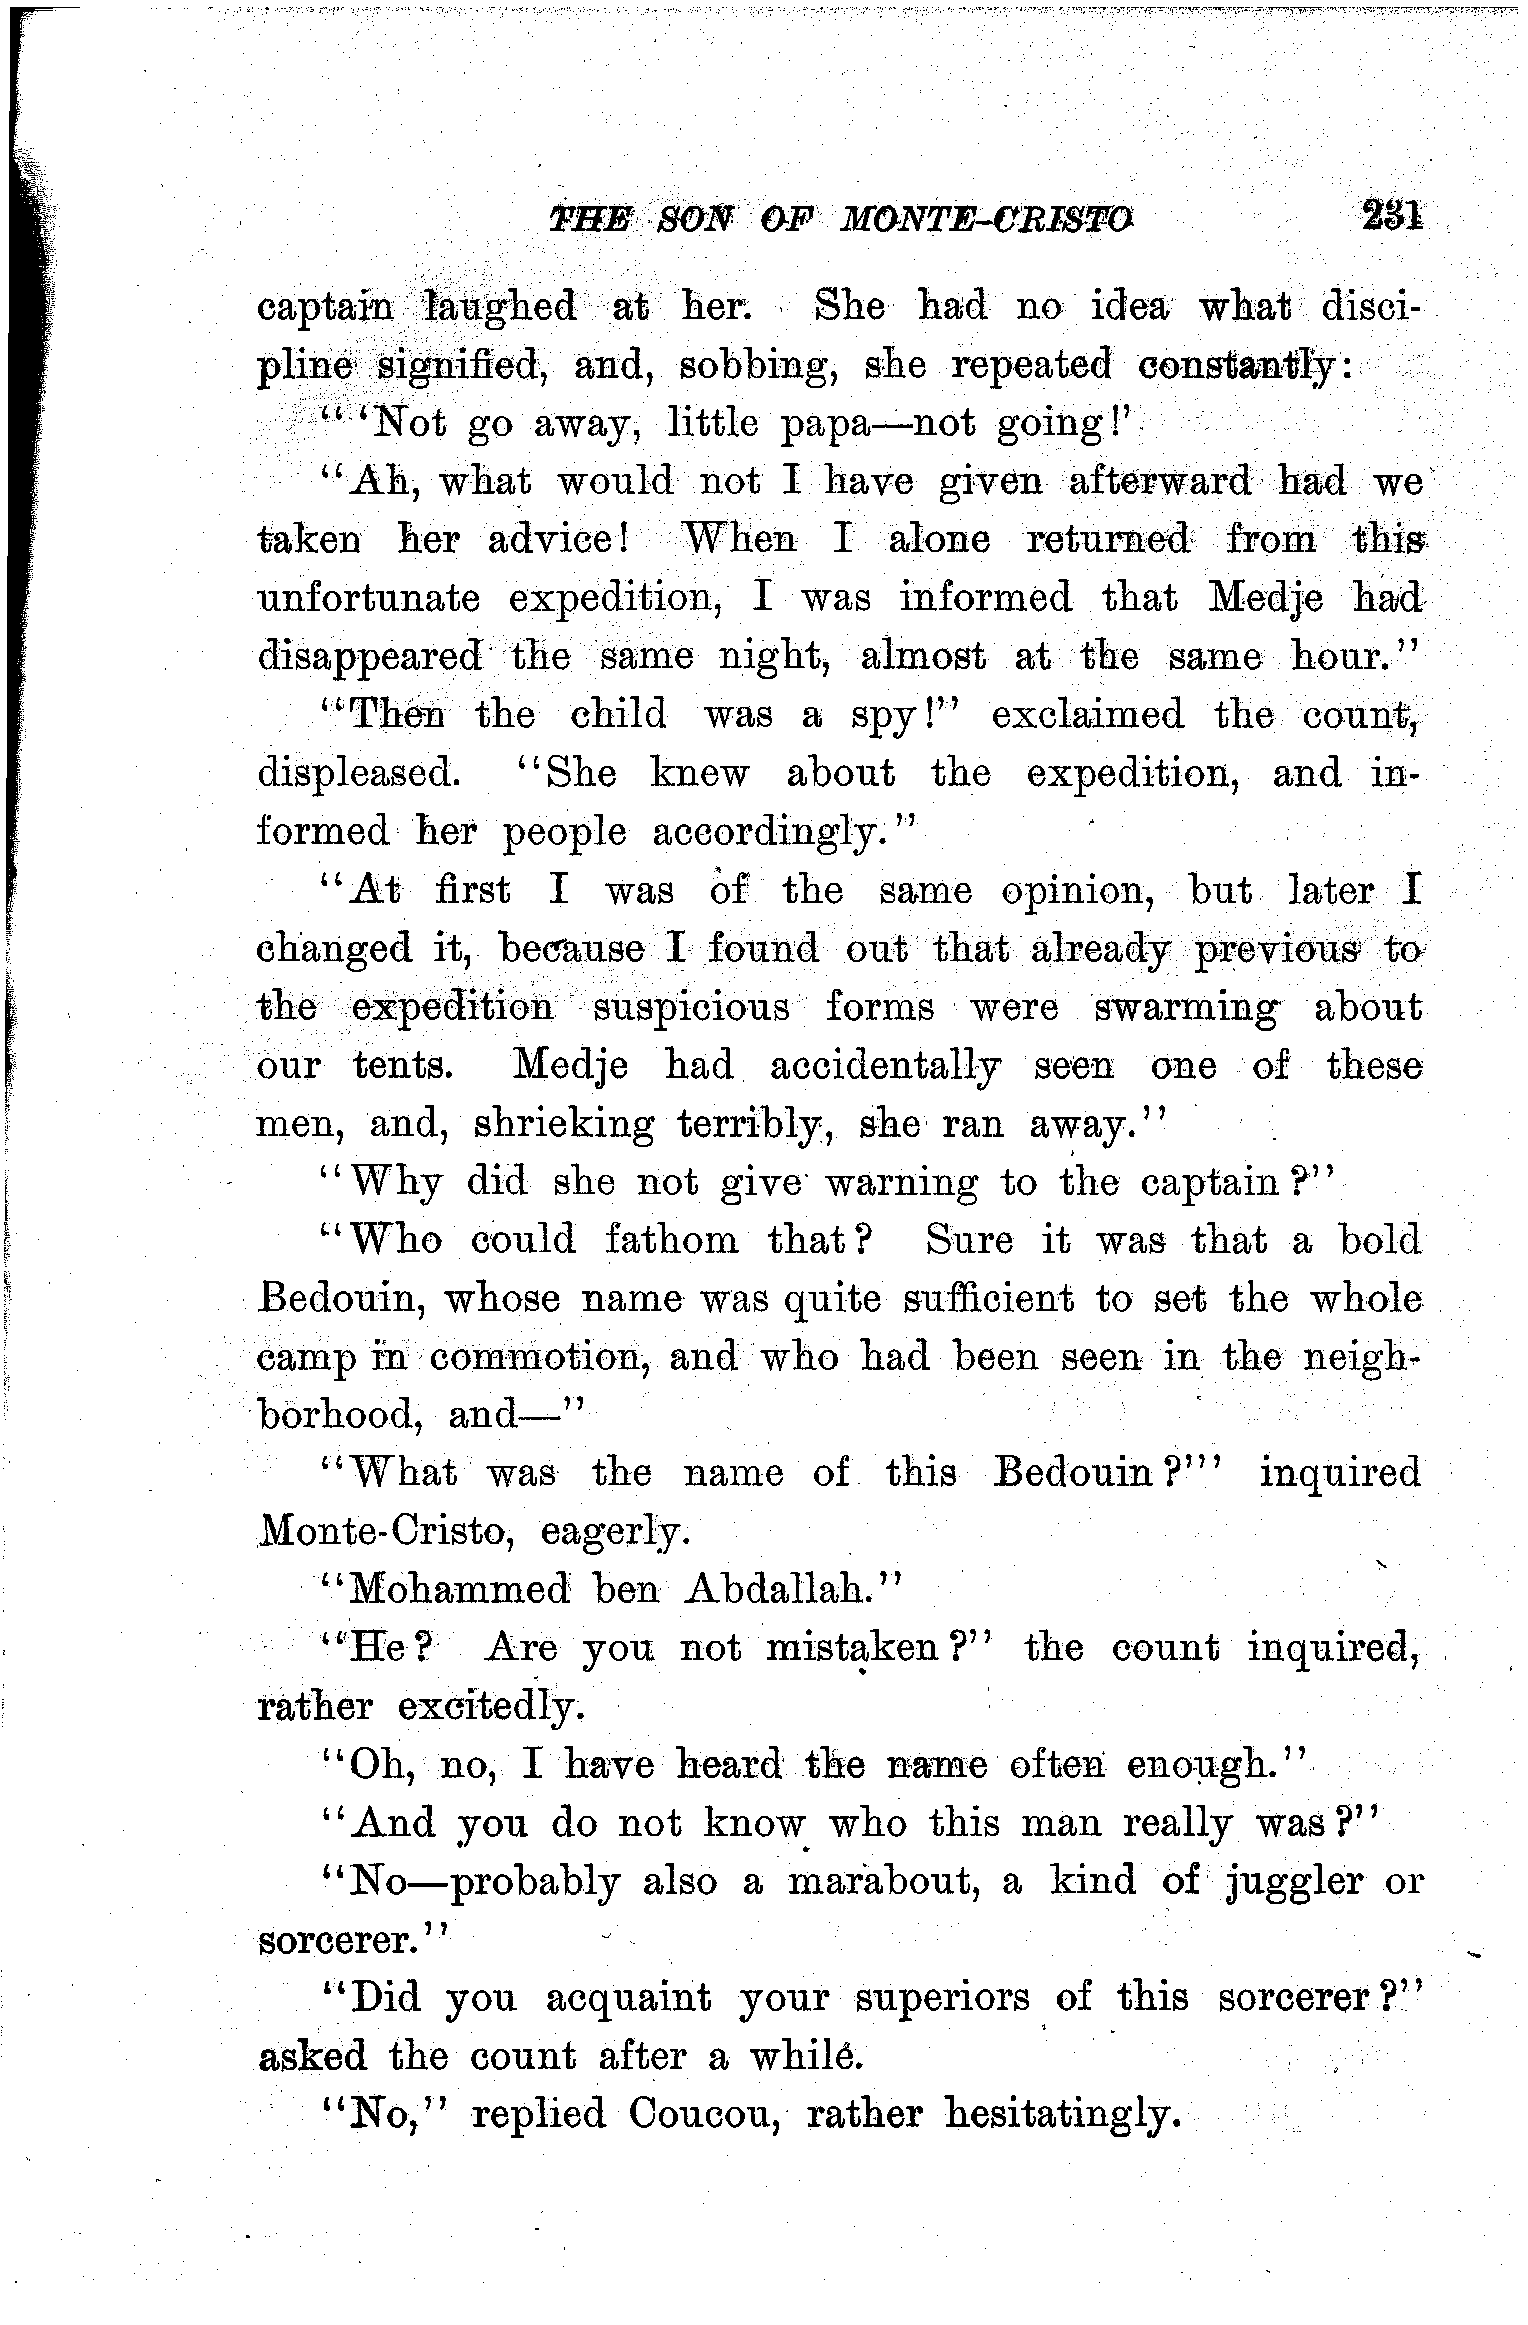 THE SON OF MONTE-CRISTO 231
captain laughed at her. She had no idea what disci-
pline signified, and, sobbing, she repeated constantly:
"'Not go away, little papa—not going!'
"Ah, what would not I have given afterward had we
taken her advice! When I alone returned from this
unfortunate expedition, I was informed that Medje had
disappeared the same night, almost at the same hour."
"Then the child was a spy!" exclaimed the count,
displeased. "She knew about the expedition, and in-
formed her people accordingly."
"At first I was of the same opinion, but later I
changed it, because I found out that already previous to
the expedition suspicious forms were swarming about
our tents. Medje had accidentally seen one of these
men, and, shrieking terribly, she ran away."
"Why did she not give warning to the captain?"
"Who could fathom that? Sure it was that a bold
Bedouin, whose name was quite sufficient to set the whole
camp in commotion, and who had been seen in the neigh-
borhood, and—"
"What was the name of this Bedouin?'" inquired
Monte-Cristo, eagerly.
"Mohammed ben Abdallah."
"He? Are you not mistaken?" the count inquired,
rather excitedly.
"Oh, no, I have heard the name often enough."
"And you do not know who this man really was?"
"No—probably also a marabout, a kind of juggler or
sorcerer."
"Did you acquaint your superiors of this sorcerer?"
asked the count after a while.
"No," replied Coucou, rather hesitatingly.